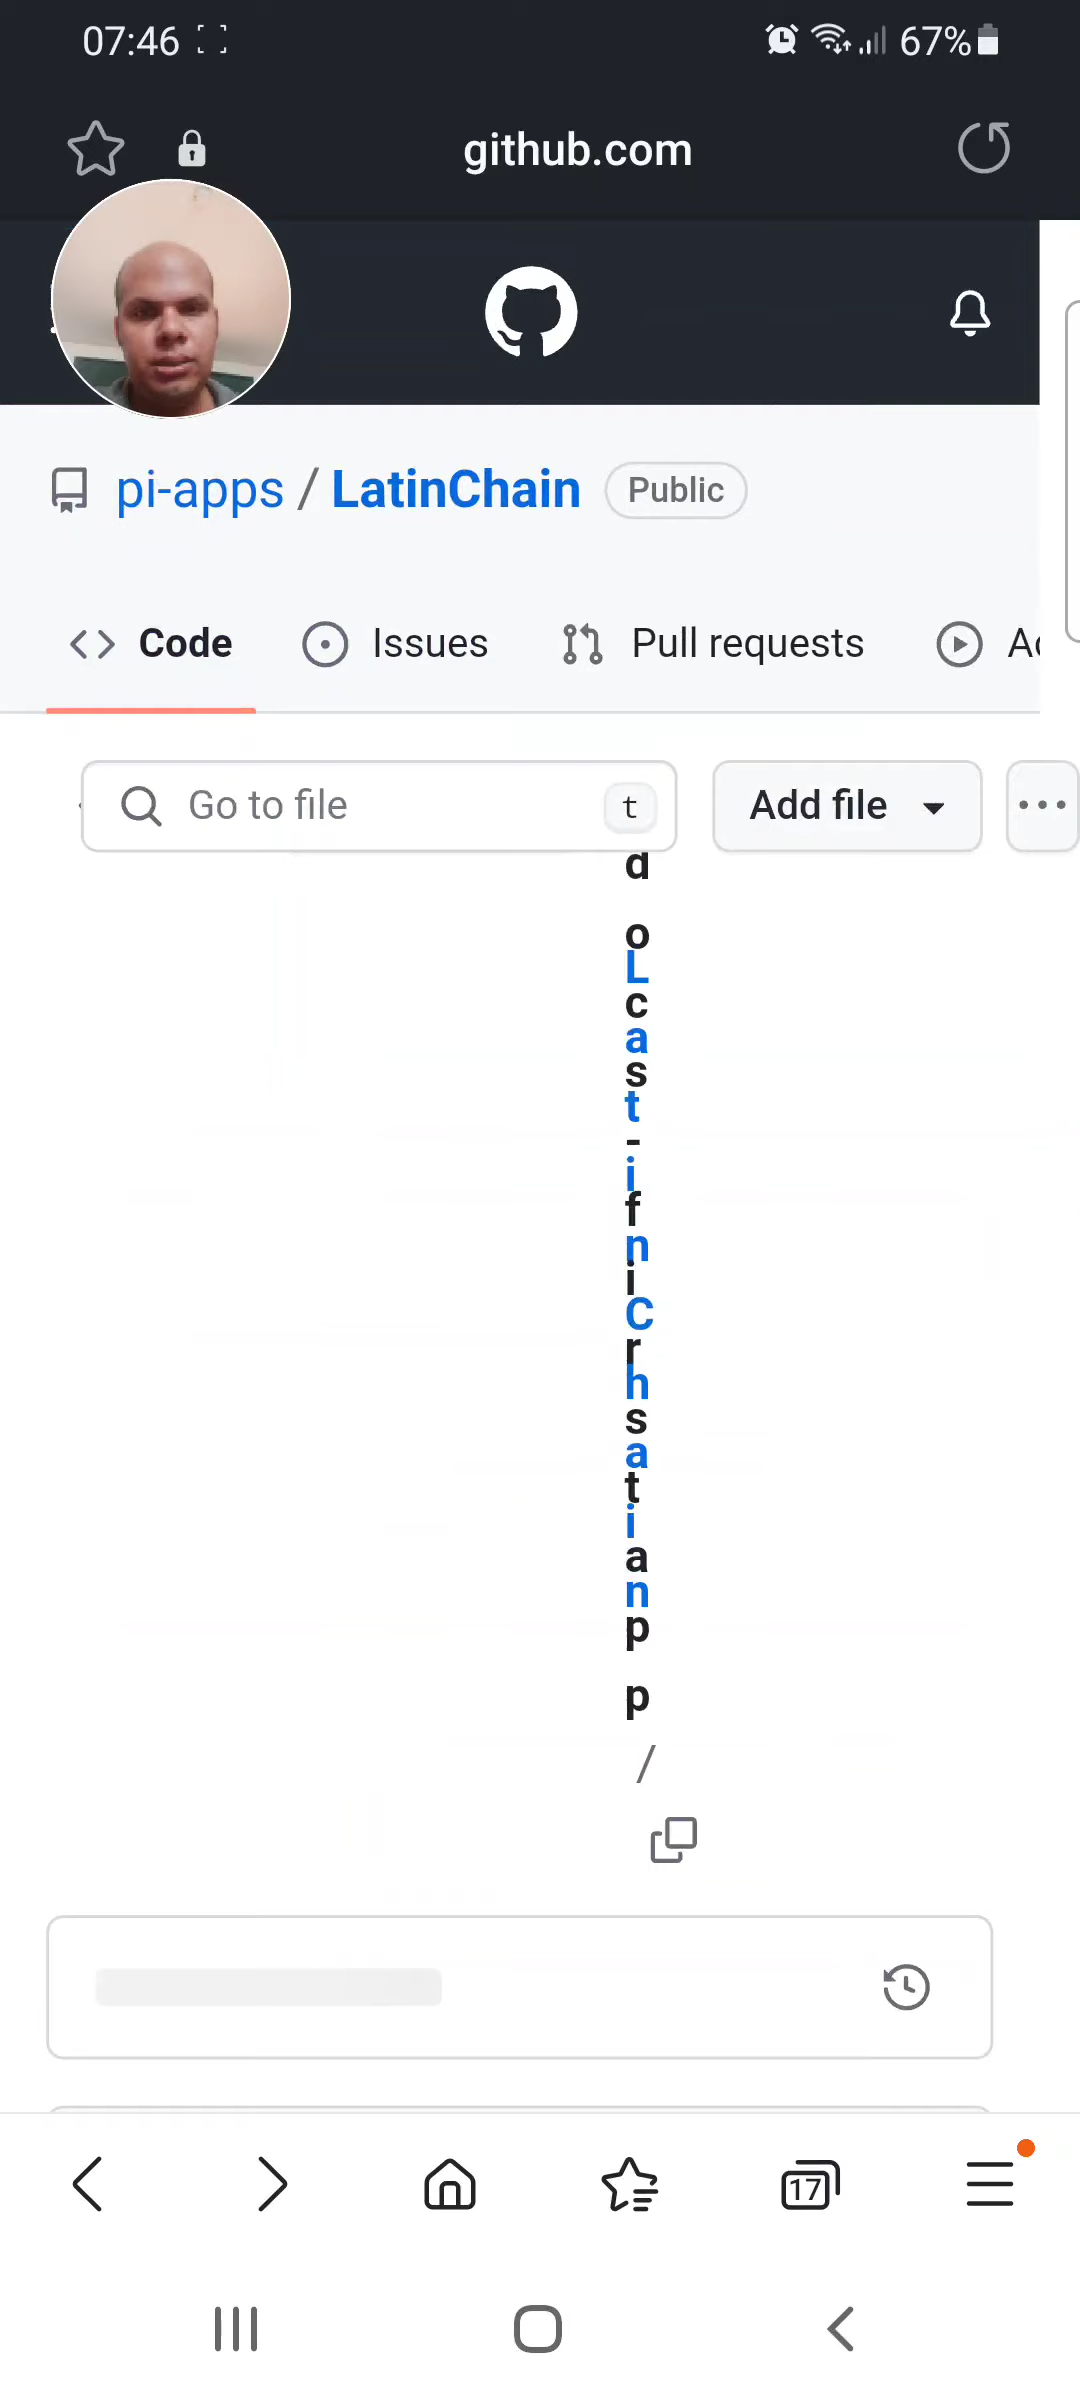 07:46
67%
github.com
pi-apps / LatinChain Public
Code
Issues
Pull requests
Ac
Go to file
t
Add file
d
o
L
c
a
s
t
-
i
f
n
i
C
r
h
s
a
t
i
a
n
p
p
/
17